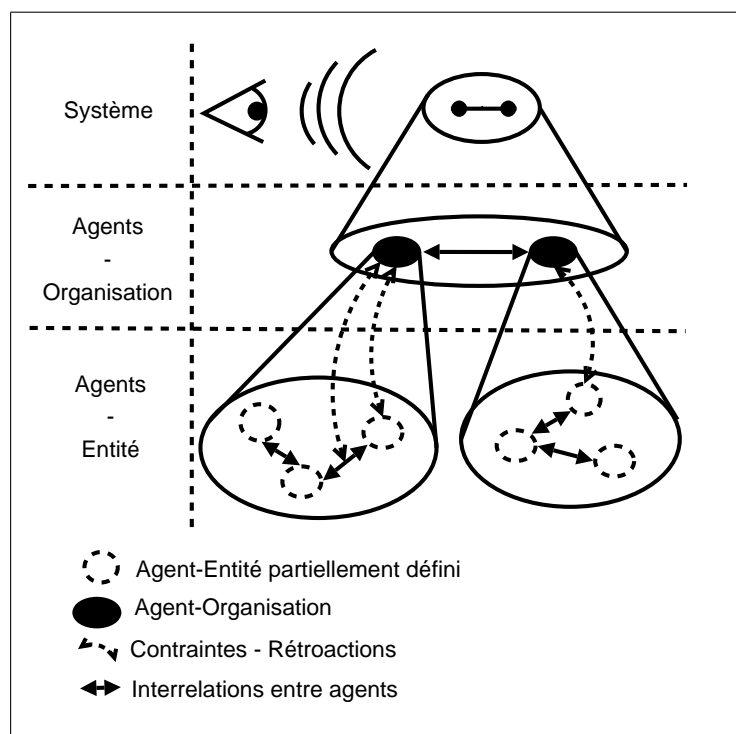 Système
Agents
-
Organisation
Agents
-
Entité
Agent-Entité partiellement défini
Agent-Organisation
Contraintes - Rétroactions
Interrelations entre agents